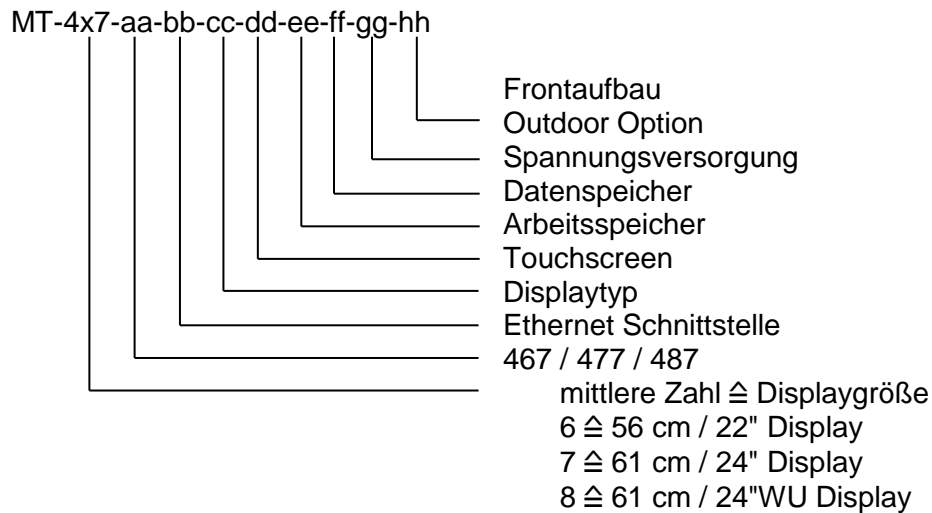 MT-4x7-aa-bb-cc-dd-ee-ff-gg-hh
Frontaufbau
Outdoor Option
Spannungsversorgung
Datenspeicher
Arbeitsspeicher
Touchscreen
Displaytyp
Ethernet Schnittstelle
467 / 477 / 487
mittlere Zahl ≙ Displaygröße
6 ≙ 56 cm / 22" Display
7 ≙ 61 cm / 24" Display
8 ≙ 61 cm / 24"WU Display